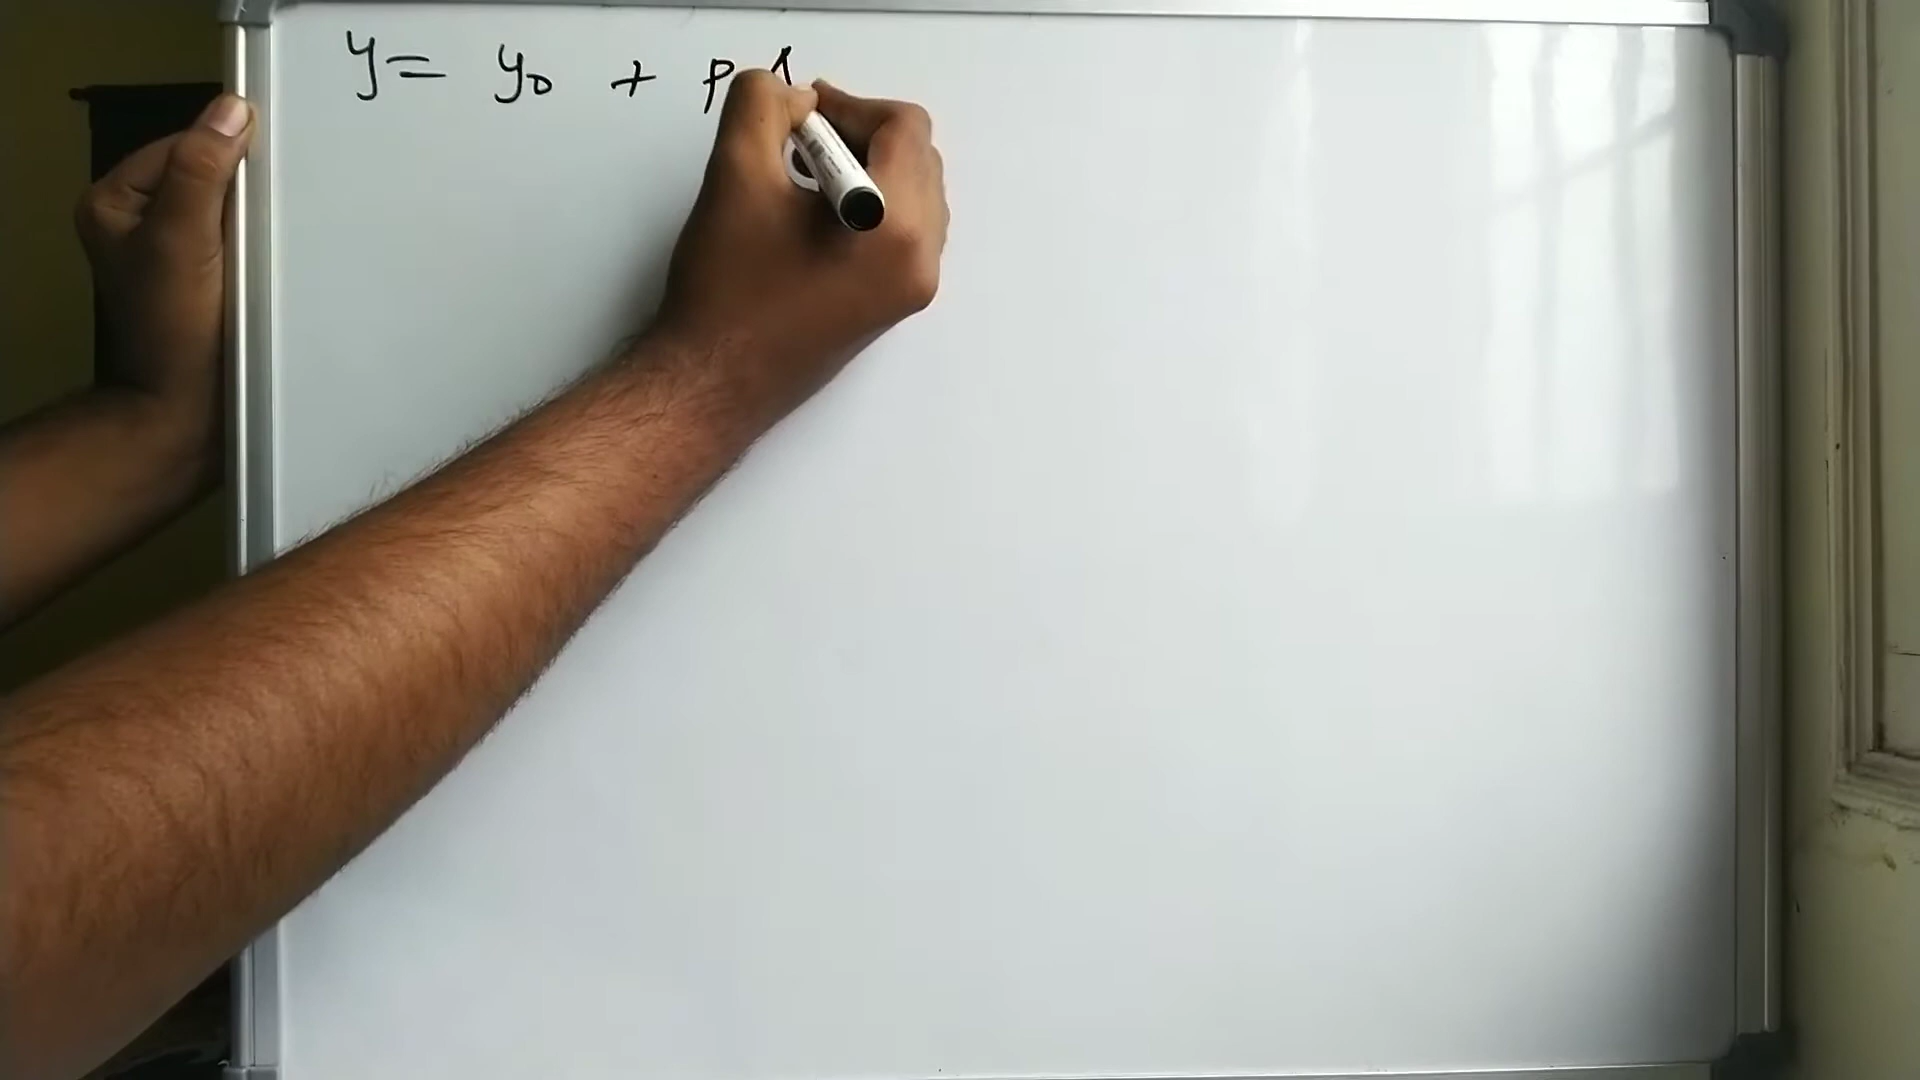 y = y₀ + p